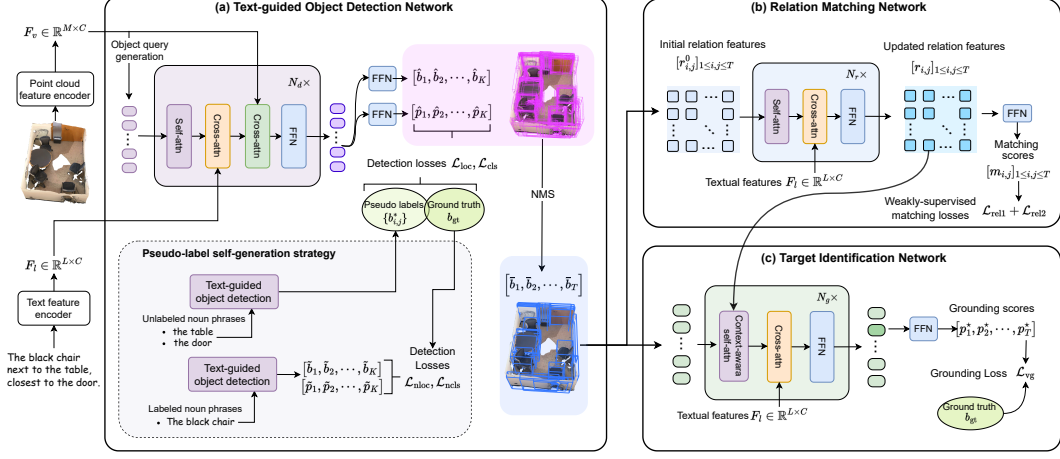 (a) Text-guided Object Detection Network
F_v ∈ ℝ^{M×C}
Object query
generation
Point cloud
feature encoder
N_d×
Self-attn
Cross-attn
Cross-attn
FFN
FFN
[b̂_1, b̂_2, ⋯, b̂_K]
FFN
[p̂_1, p̂_2, ⋯, p̂_K]
Detection losses ℒ_loc, ℒ_cls
Pseudo labels
{b*_{i,j}}
Ground truth
b_gt
NMS
F_l ∈ ℝ^{L×C}
Text feature
encoder
The black chair
next to the table,
closest to the door.
Pseudo-label self-generation strategy
Text-guided
object detection
Unlabeled noun phrases
• the table
• the door
Text-guided
object detection
[b̃_1, b̃_2, ⋯, b̃_K]
[p̃_1, p̃_2, ⋯, p̃_K]
Labeled noun phrases
• The black chair
Detection
Losses
ℒ_nloc, ℒ_ncls
[b̄_1, b̄_2, ⋯, b̄_T]
(b) Relation Matching Network
Initial relation features
[r^0_{i,j}]_{1≤i,j≤T}
N_r×
Self-attn
Cross-attn
FFN
Textual features F_l ∈ ℝ^{L×C}
Updated relation features
[r_{i,j}]_{1≤i,j≤T}
FFN
Matching
scores
[m_{i,j}]_{1≤i,j≤T}
Weakly-supervised
matching losses
ℒ_rel1 + ℒ_rel2
(c) Target Identification Network
N_g×
Context-awara
self-attn
Cross-attn
FFN
Textual features F_l ∈ ℝ^{L×C}
FFN
Grounding scores
[p*_1, p*_2, ⋯, p*_T]
Grounding Loss
ℒ_vg
Ground truth
b_gt